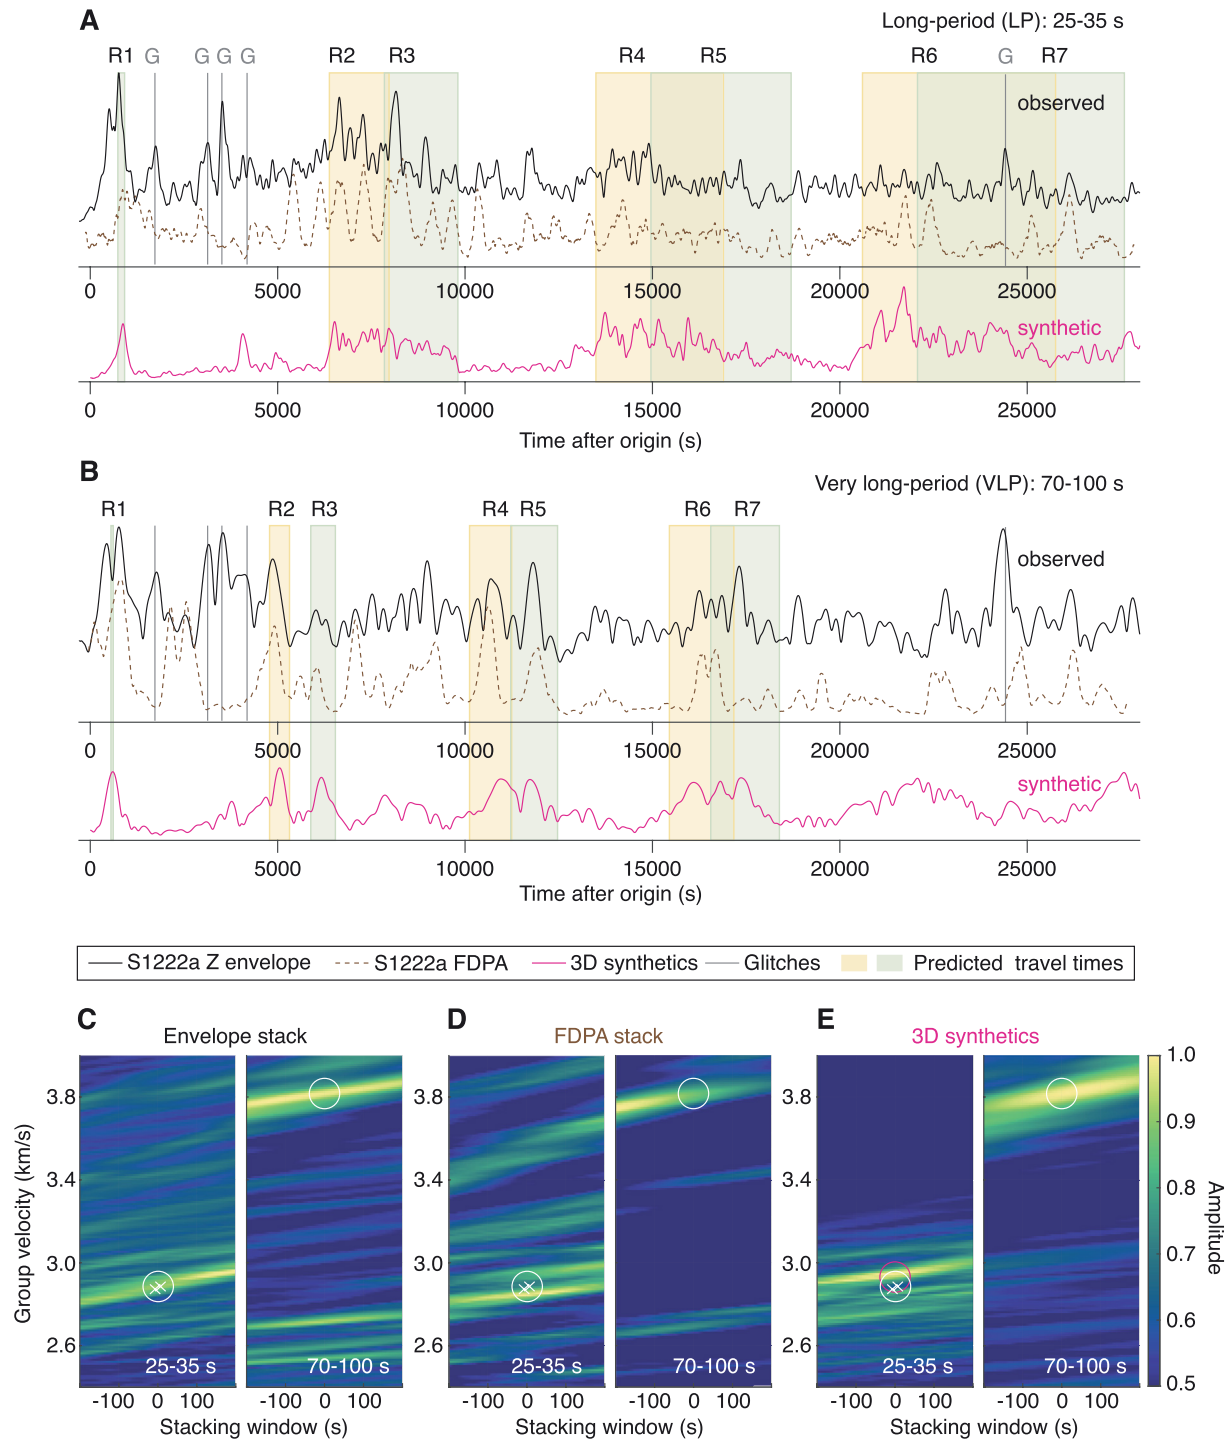 A
Long-period (LP): 25-35 s
R1 G G G G R2 R3 R4 R5 R6 G R7
observed
0 5000 10000 15000 20000 25000
synthetic
0 5000 10000 15000 20000 25000
Time after origin (s)
B
Very long-period (VLP): 70-100 s
R1 R2 R3 R4 R5 R6 R7
observed
0 5000 10000 15000 20000 25000
synthetic
0 5000 10000 15000 20000 25000
Time after origin (s)
S1222a Z envelope S1222a FDPA 3D synthetics Glitches Predicted travel times
C D E
Envelope stack FDPA stack 3D synthetics
Group velocity (km/s)
3.8
3.4
3.0
2.6
25-35 s 70-100 s
-100 0 100 -100 0 100
Stacking window (s)
3.8
3.4
3.0
2.6
25-35 s 70-100 s
-100 0 100 -100 0 100
Stacking window (s)
3.8
3.4
3.0
2.6
25-35 s 70-100 s
-100 0 100 -100 0 100
Stacking window (s)
1.0
0.9
0.8
0.7
0.6
0.5
Amplitude